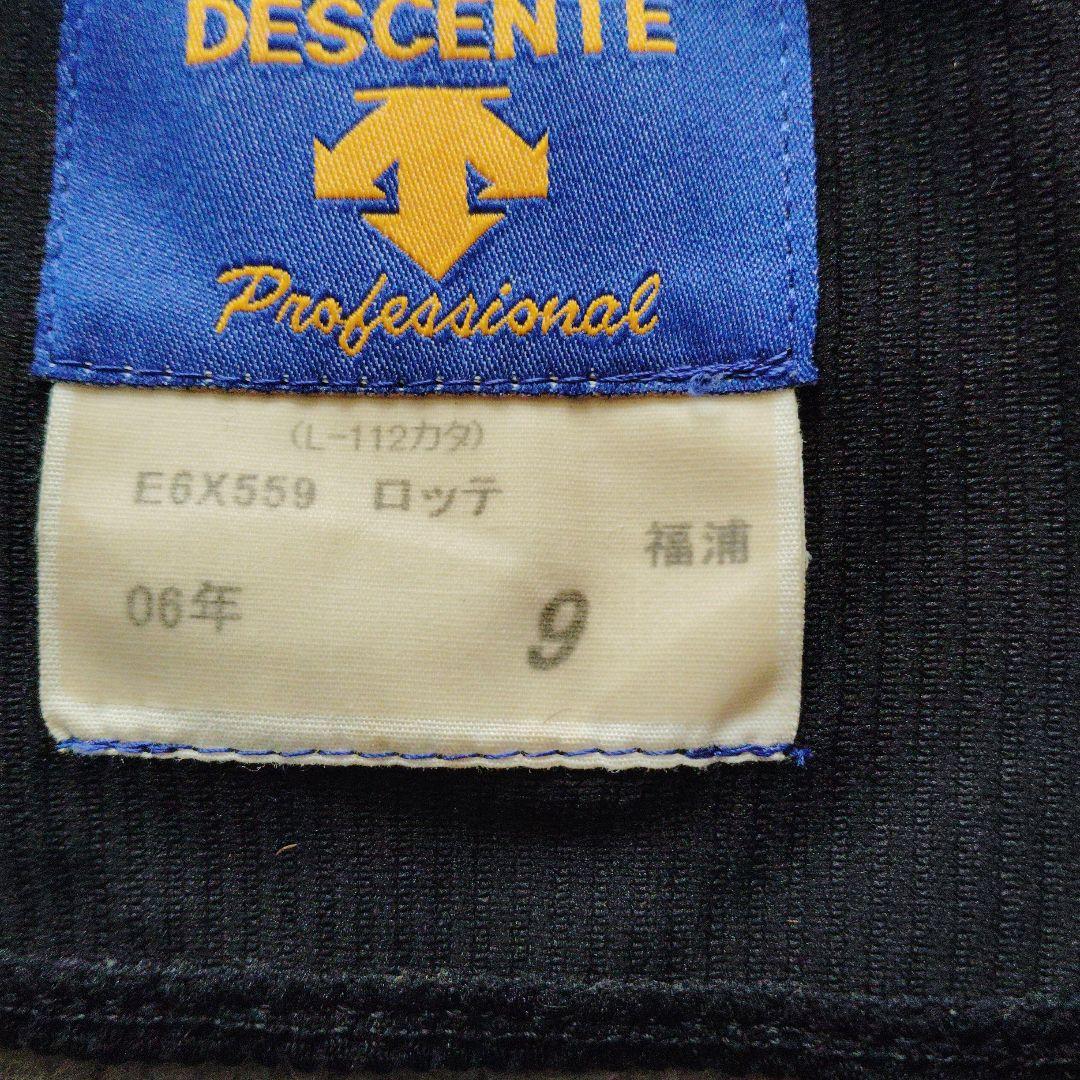 DESCENTE
Professional
(L-112カタ)
E6X559 ロッテ
福浦
06年 9